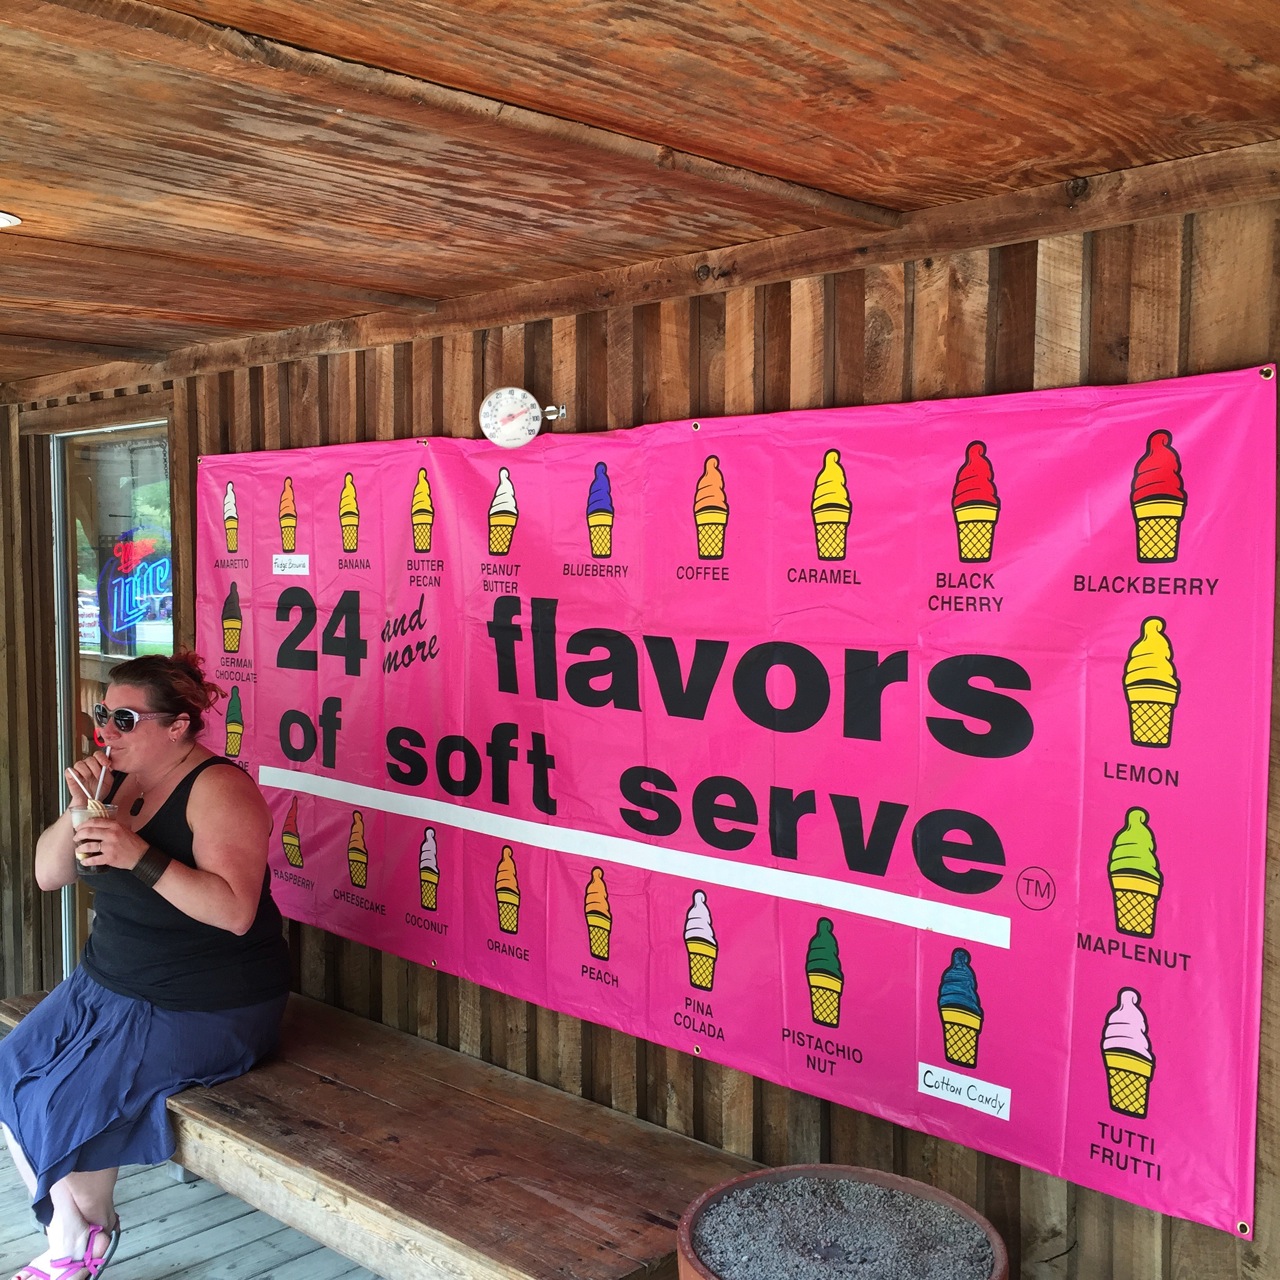 AMARETTO
Fudge Brownie
BANANA
BUTTER
PECAN
PEANUT
BUTTER
BLUEBERRY
COFFEE
CARAMEL
BLACK
CHERRY
BLACKBERRY
GERMAN
CHOCOLATE
24 and more flavors
of soft serve
TM
LEMON
MAPLENUT
TUTTI
FRUTTI
DE
RASPBERRY
CHEESECAKE
COCONUT
ORANGE
PEACH
PINA
COLADA
PISTACHIO
NUT
Cotton Candy
Miller
Lite